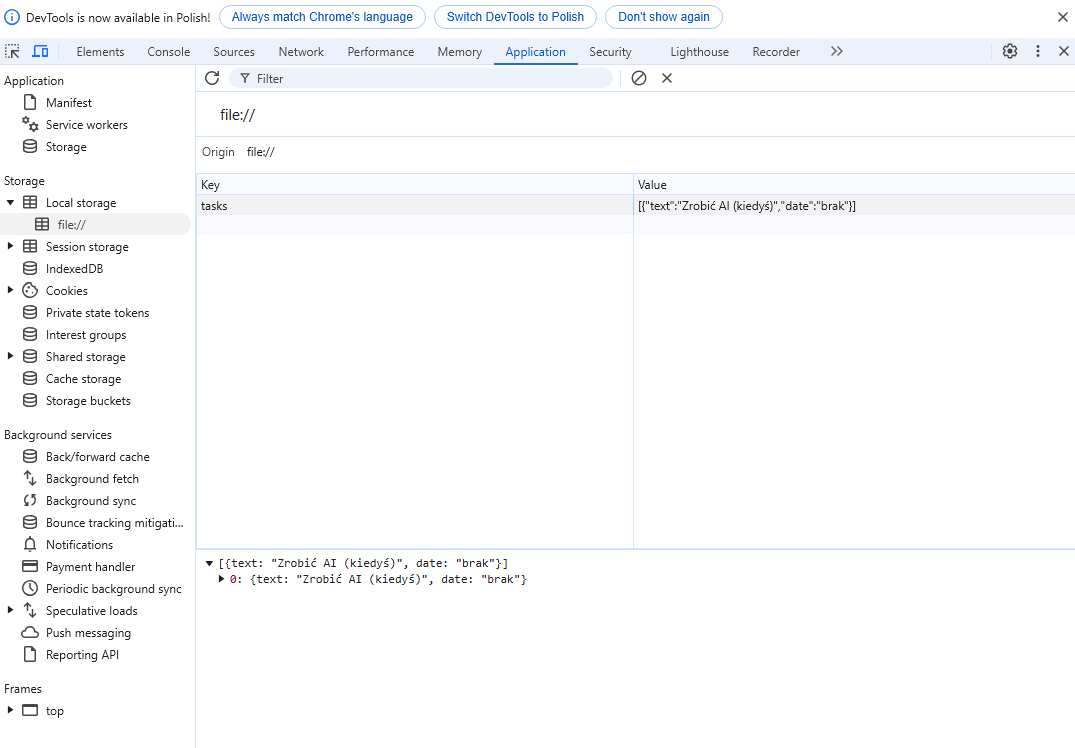 DevTools is now available in Polish! Always match Chrome's language Switch DevTools to Polish Don't show again
Elements Console Sources Network Performance Memory Application Security Lighthouse Recorder
Filter
file://
Origin file://
Key Value
tasks [{"text":"Zrobić AI (kiedyś)","date":"brak"}]
Application
Manifest
Service workers
Storage
Storage
Local storage
file://
Session storage
IndexedDB
Cookies
Private state tokens
Interest groups
Shared storage
Cache storage
Storage buckets
Background services
Back/forward cache
Background fetch
Background sync
Bounce tracking mitigati...
Notifications
Payment handler
Periodic background sync
Speculative loads
Push messaging
Reporting API
Frames
top
[{text: "Zrobić AI (kiedyś)", date: "brak"}]
0: {text: "Zrobić AI (kiedyś)", date: "brak"}